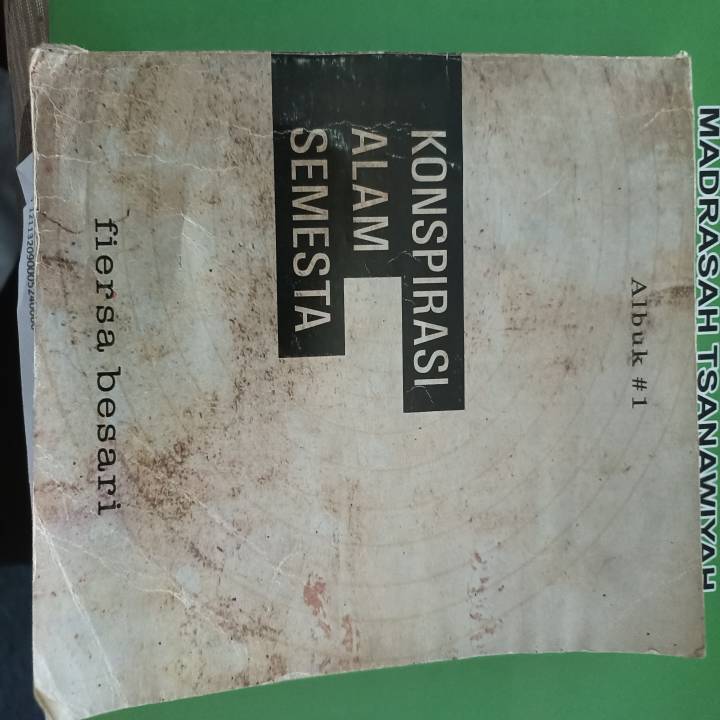 MADRASAH TSANAWIYAH
Albuk #1
KONSPIRASI
ALAM
SEMESTA
fiersa besari